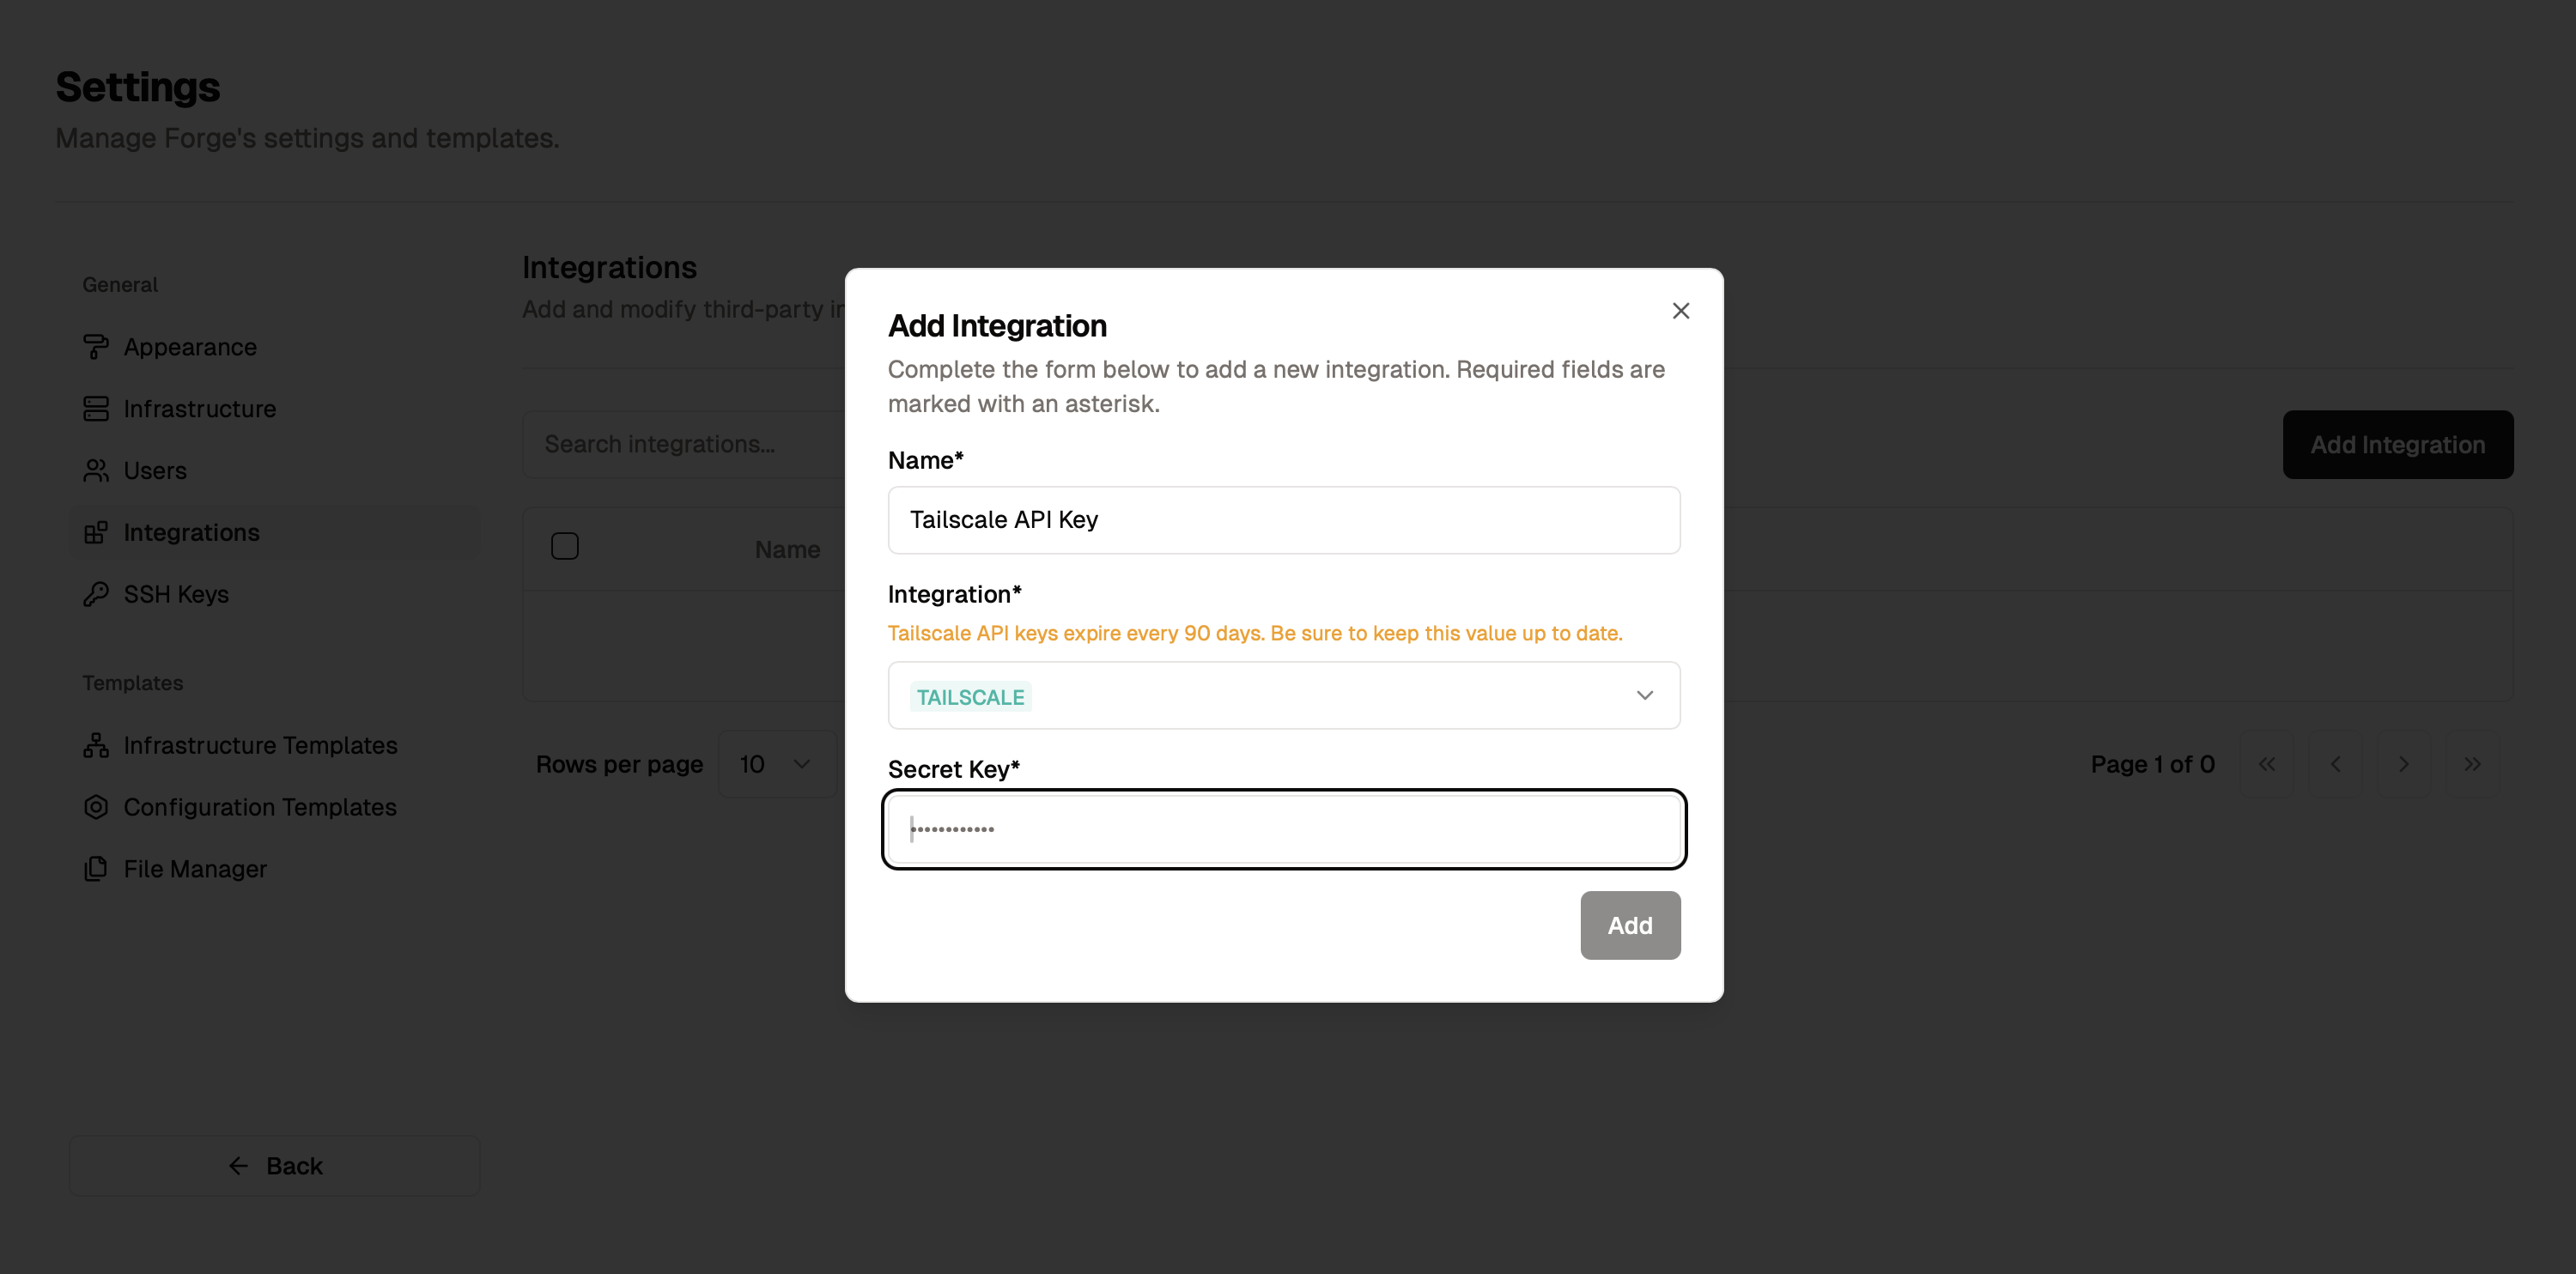 Settings
Manage Forge's settings and templates.
General
Appearance
Infrastructure
Users
Integrations
SSH Keys
Templates
Infrastructure Templates
Configuration Templates
File Manager
Back
Integrations
Add and modify third-party in
Search integrations...
Add Integration
Name
Rows per page
10
Page 1 of 0
Add Integration
Complete the form below to add a new integration. Required fields are
marked with an asterisk.
Name*
Tailscale API Key
Integration*
Tailscale API keys expire every 90 days. Be sure to keep this value up to date.
TAILSCALE
Secret Key*
••••••••••••
Add